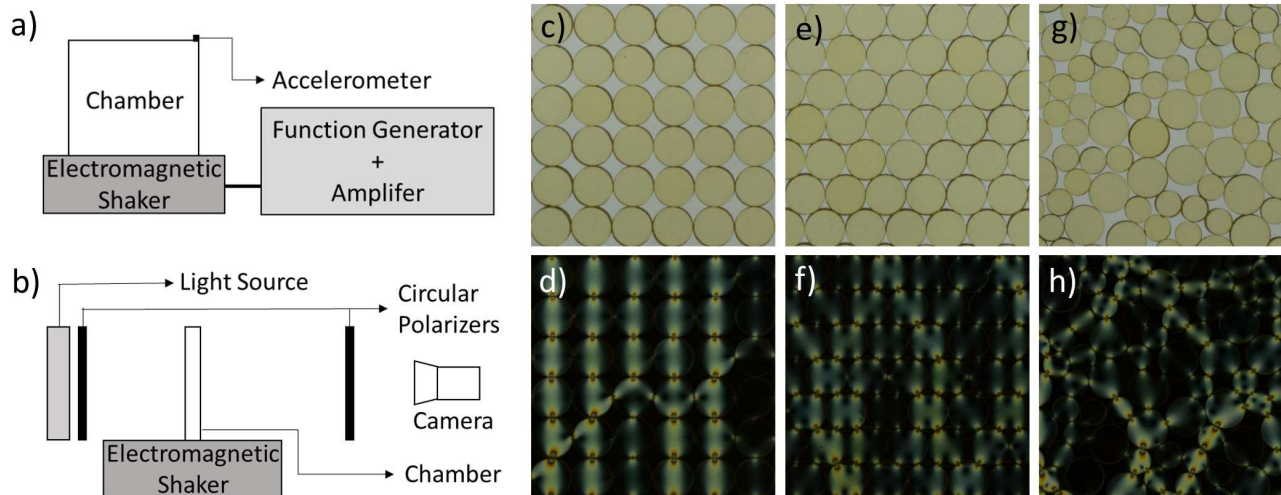 a)
Accelerometer
Chamber
Function Generator
+
Amplifer
Electromagnetic
Shaker
b)
Light Source
Circular
Polarizers
Camera
Electromagnetic
Shaker
Chamber
c)
e)
g)
d)
f)
h)